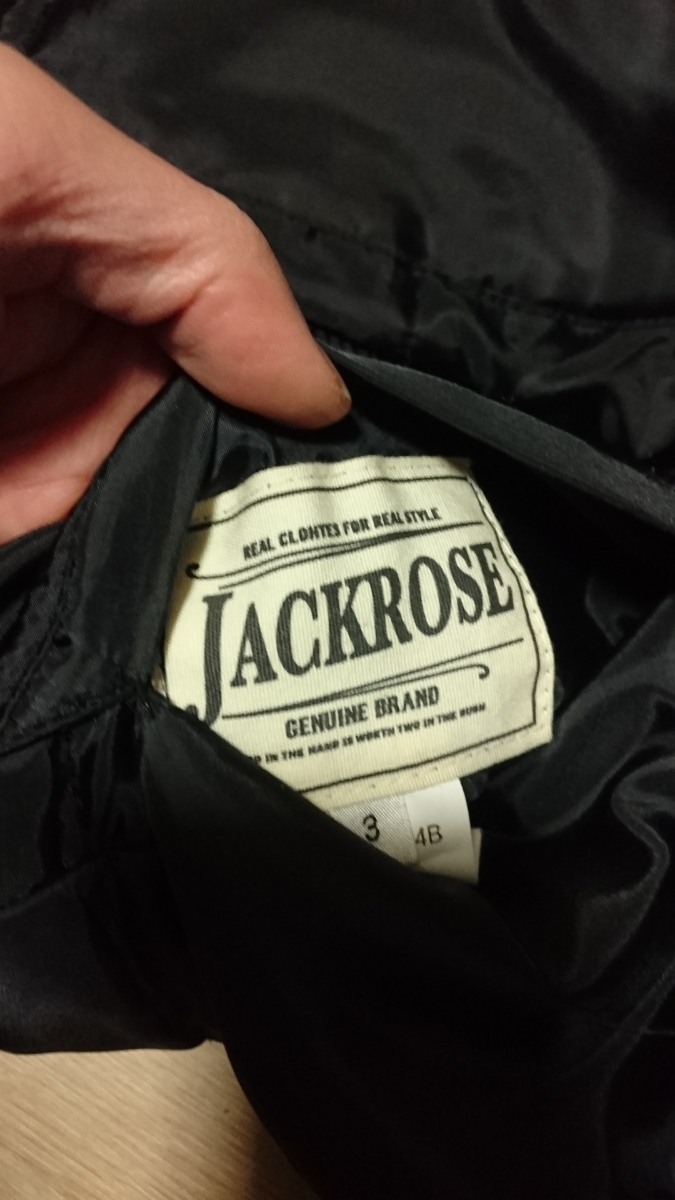 REAL CLOHTES FOR REAL STYLE
JACKROSE
GENUINE BRAND
IN THE HAND IS WORTH TWO IN THE BUSH
3
4B